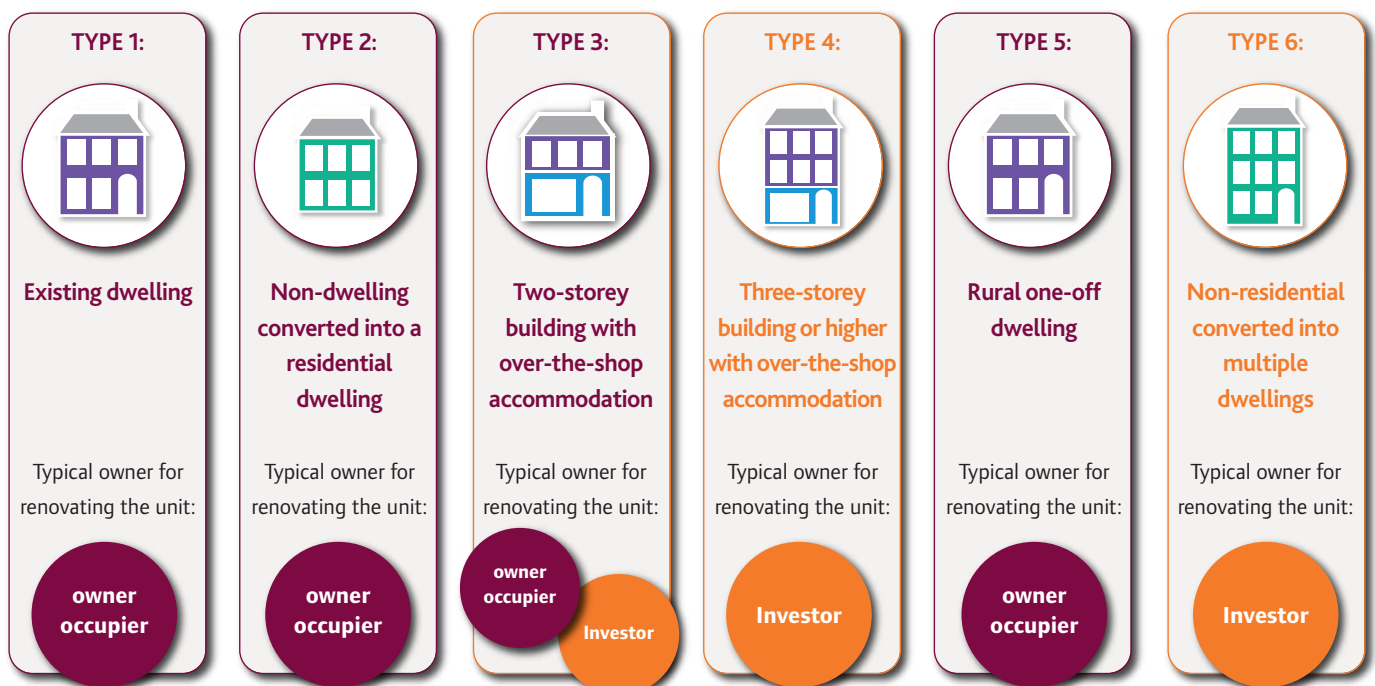 TYPE 1:
Existing dwelling
Typical owner for
renovating the unit:
owner
occupier
TYPE 2:
Non-dwelling
converted into a
residential
dwelling
Typical owner for
renovating the unit:
owner
occupier
TYPE 3:
Two-storey
building with
over-the-shop
accommodation
Typical owner for
renovating the unit:
owner
occupier
Investor
TYPE 4:
Three-storey
building or higher
with over-the-shop
accommodation
Typical owner for
renovating the unit:
Investor
TYPE 5:
Rural one-off
dwelling
Typical owner for
renovating the unit:
owner
occupier
TYPE 6:
Non-residential
converted into
multiple
dwellings
Typical owner for
renovating the unit:
Investor